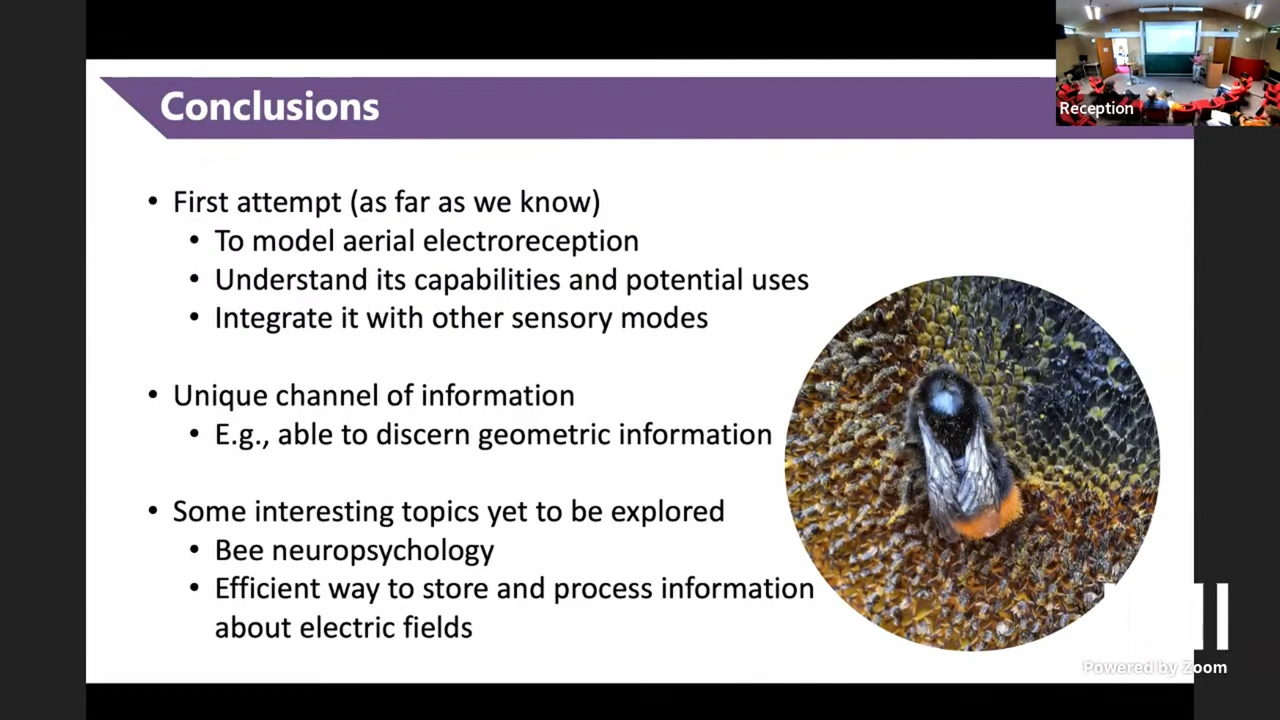 Conclusions
Reception
• First attempt (as far as we know)
• To model aerial electroreception
• Understand its capabilities and potential uses
• Integrate it with other sensory modes
• Unique channel of information
• E.g., able to discern geometric information
• Some interesting topics yet to be explored
• Bee neuropsychology
• Efficient way to store and process information
about electric fields
Powered by Zoom